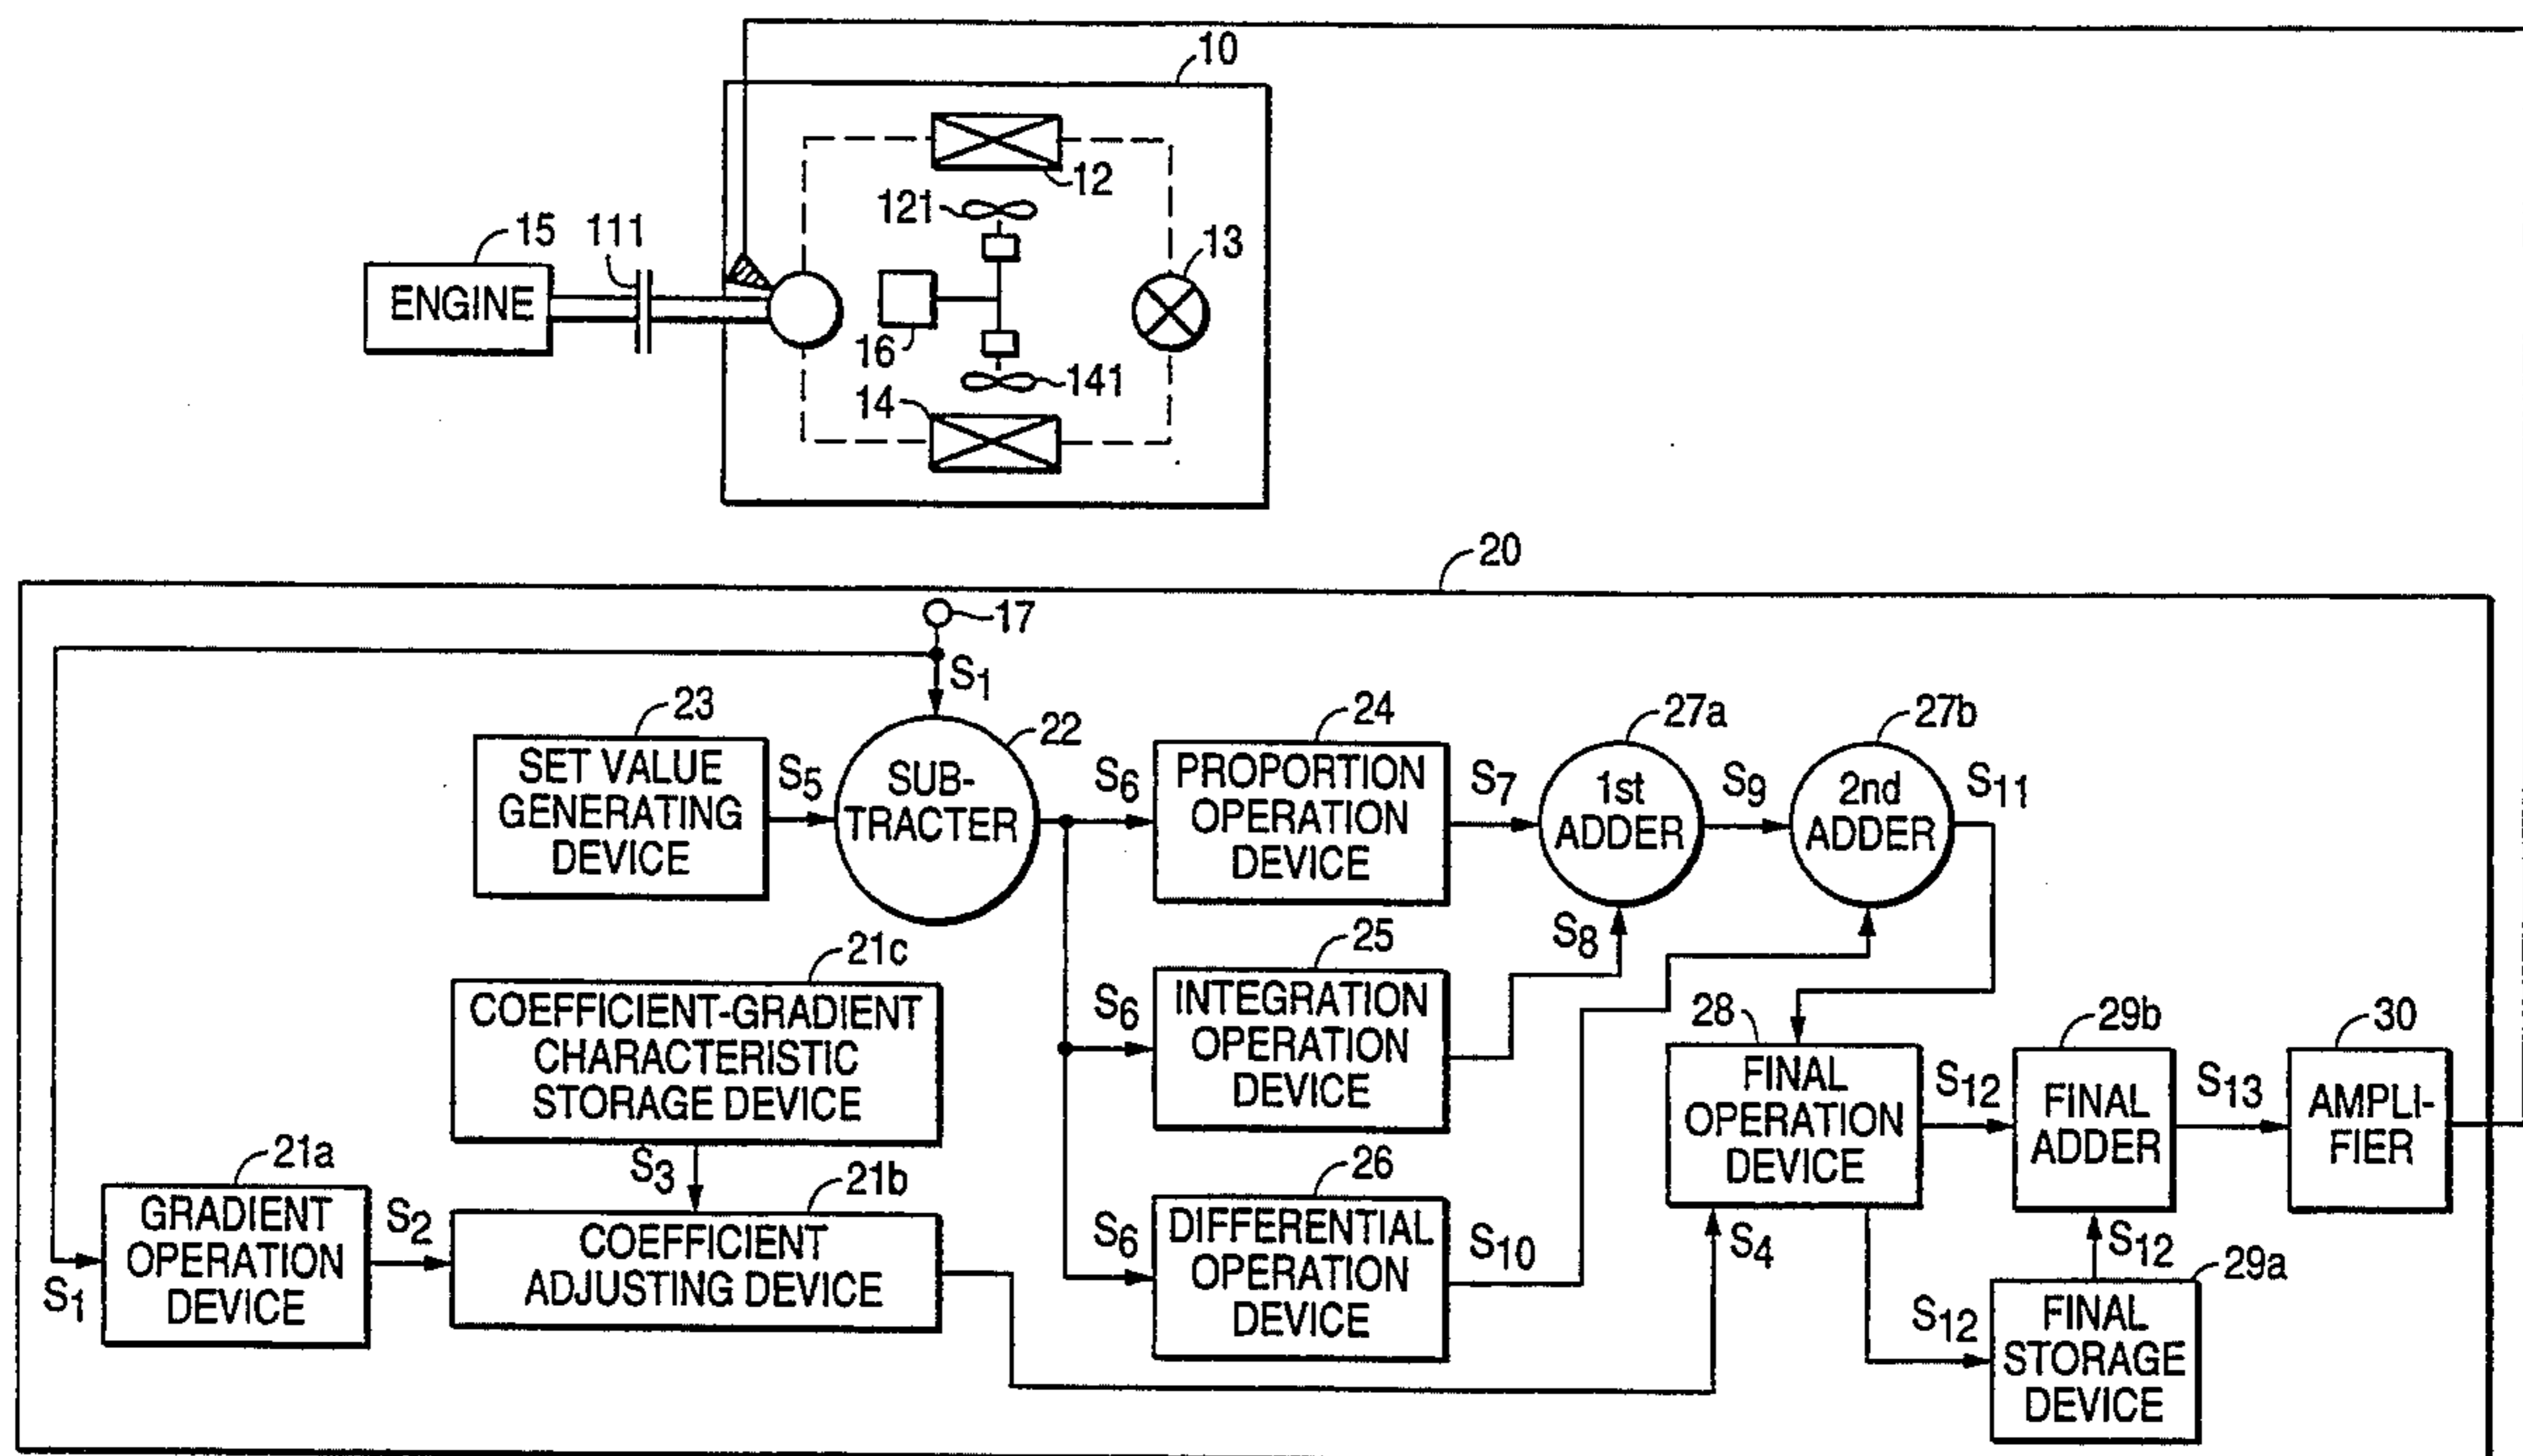 10
12
121
15
111
13
ENGINE
16
141
14
20
17
S1
23
22
24
27a
27b
SET VALUE
GENERATING
DEVICE
S5
SUB-
TRACTER
S6
PROPORTION
OPERATION
DEVICE
S7
1st
ADDER
S9
2nd
ADDER
S11
21c
COEFFICIENT-GRADIENT
CHARACTERISTIC
STORAGE DEVICE
25
S6
INTEGRATION
OPERATION
DEVICE
S8
28
FINAL
OPERATION
DEVICE
S12
29b
FINAL
ADDER
S13
30
AMPLI-
FIER
21a
S3
21b
26
S1
GRADIENT
OPERATION
DEVICE
S2
COEFFICIENT
ADJUSTING DEVICE
S6
DIFFERENTIAL
OPERATION
DEVICE
S10
S4
S12
29a
S12
FINAL
STORAGE
DEVICE